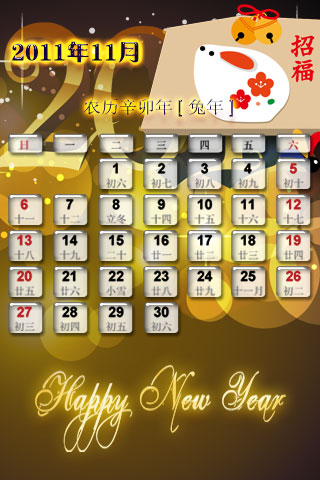 2011年11月
招福
农历辛卯年 [ 兔年 ]
日 一 二 三 四 五 六
1 2 3 4 5
初六 初七 初八 初九 初十
6 7 8 9 10 11 12
十一 十二 立冬 十四 十五 十六 十七
13 14 15 16 17 18 19
十八 十九 二十 廿一 廿二 廿三 廿四
20 21 22 23 24 25 26
廿五 廿六 小雪 廿八 廿九 十一月 初二
27 28 29 30
初三 初四 初五 初六
Happy New Year